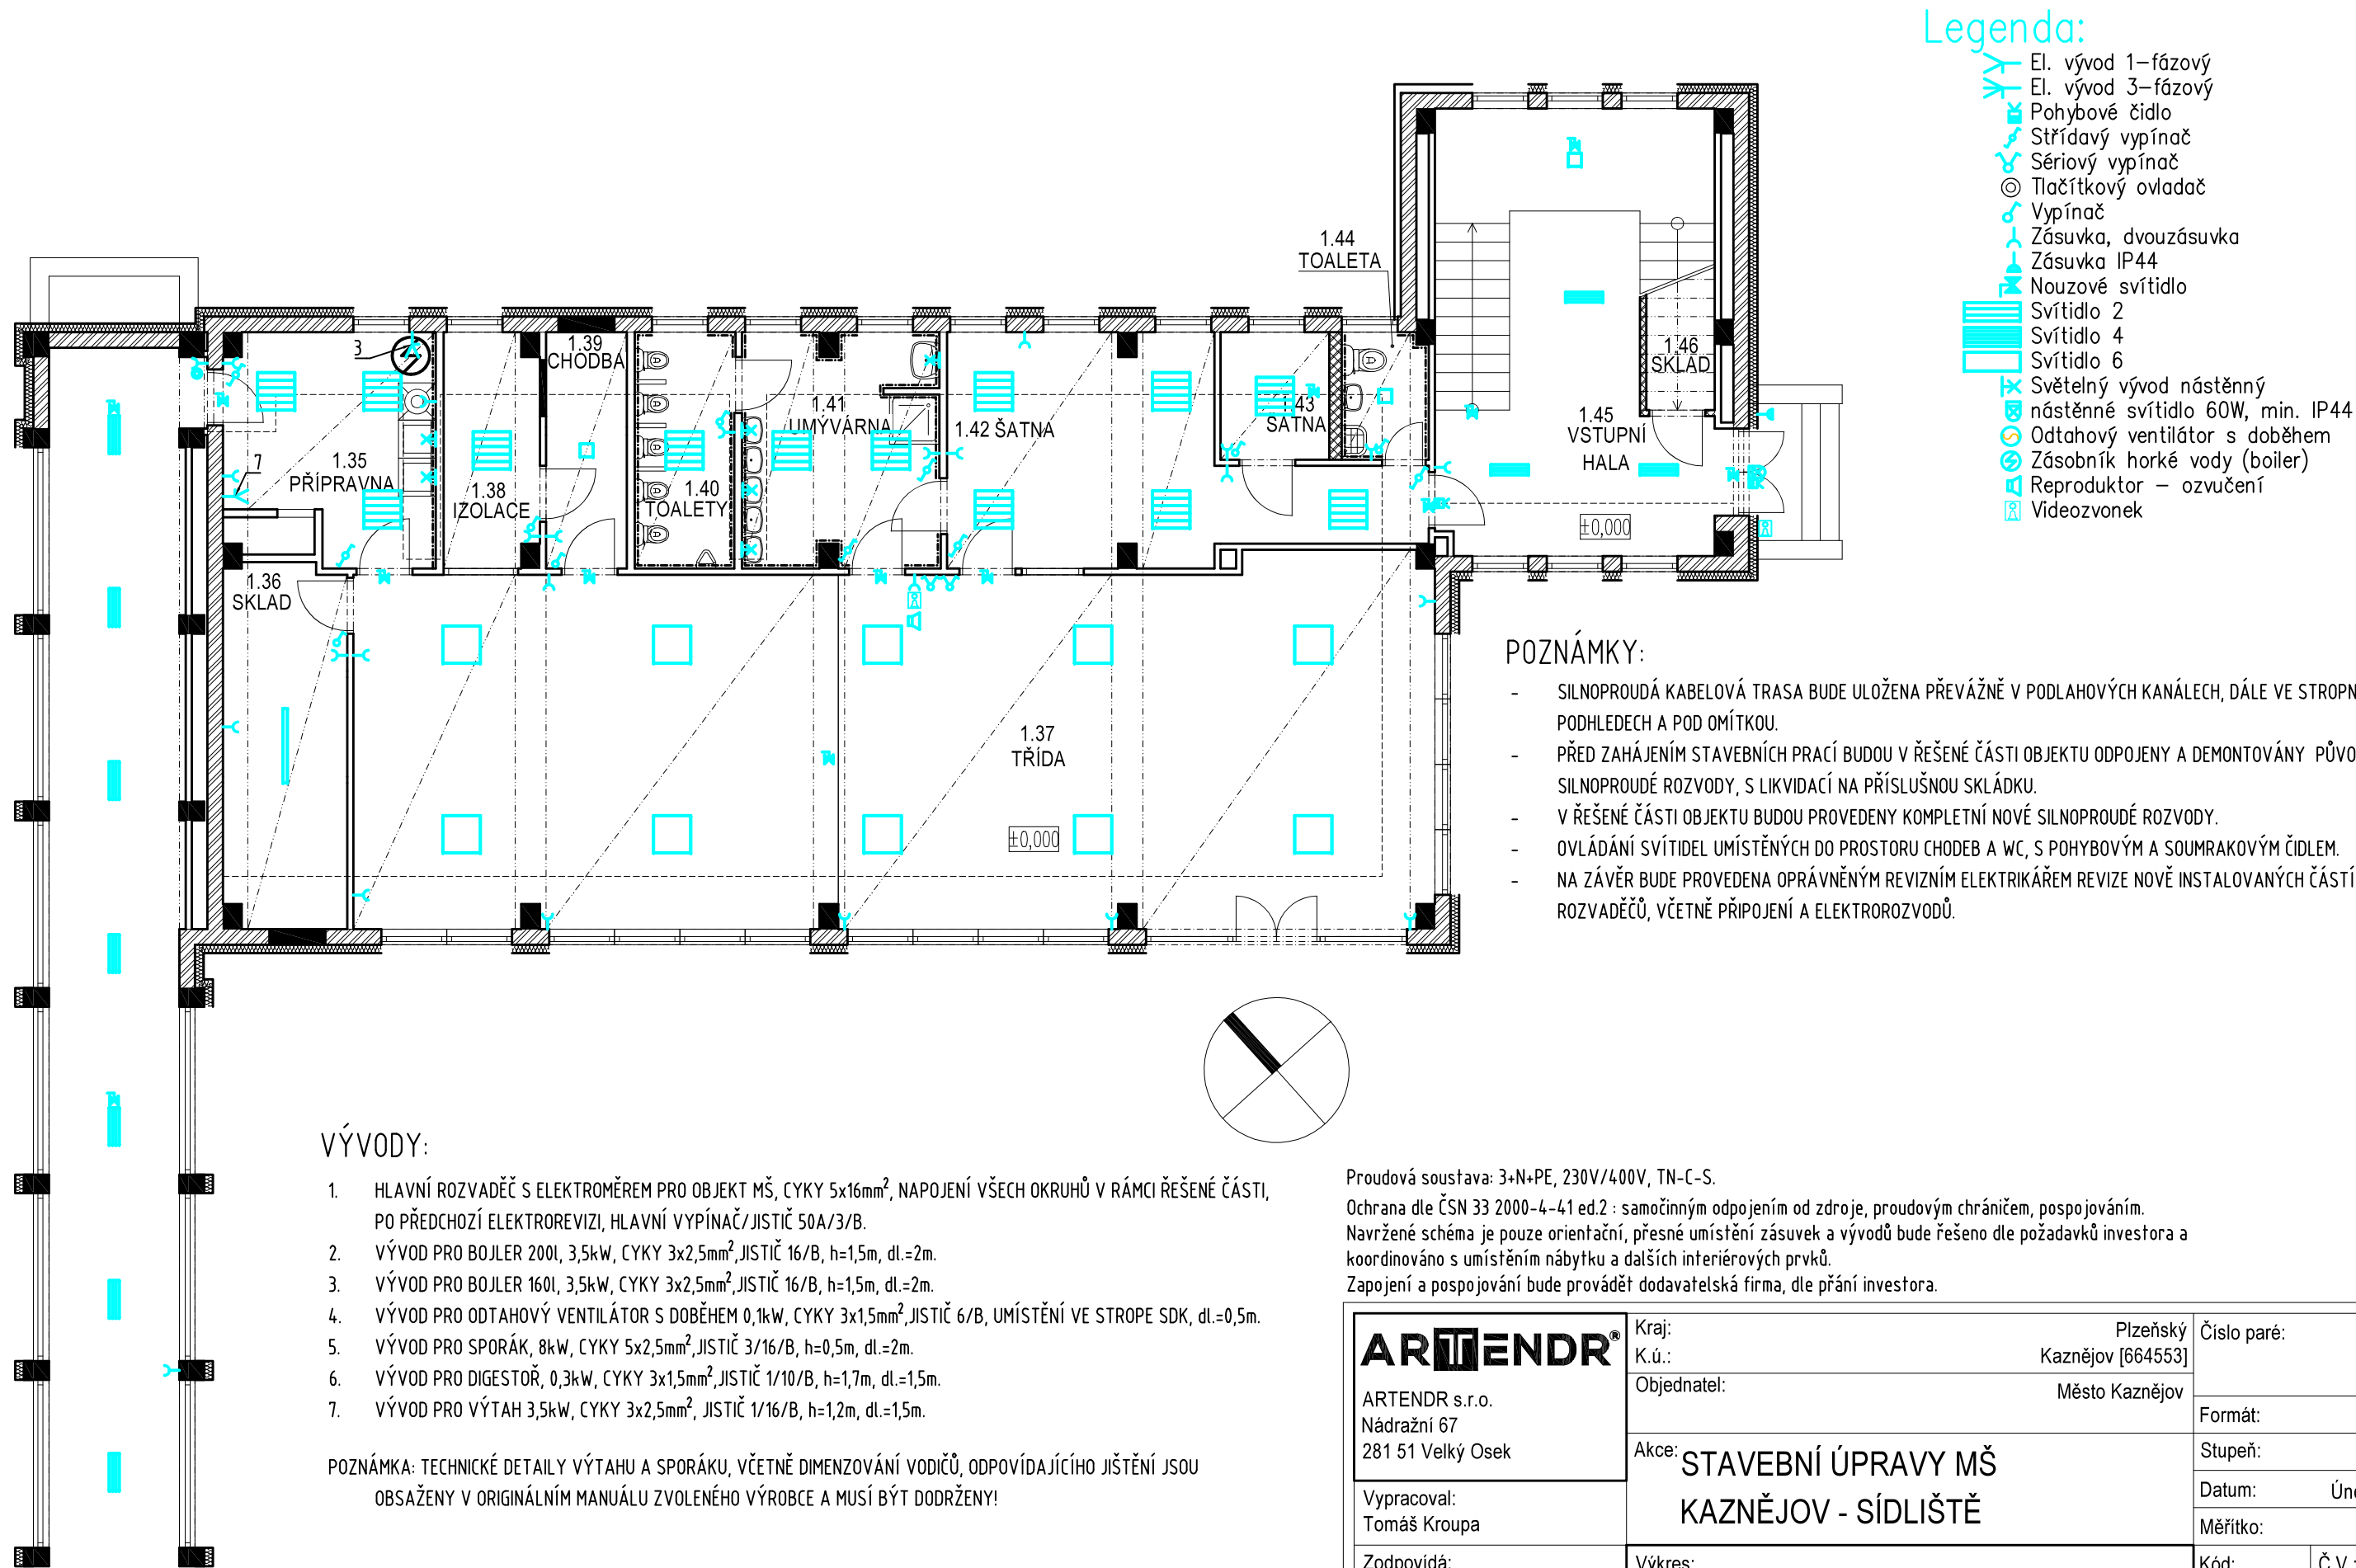 Legenda:
El. vývod 1–fázový
El. vývod 3–fázový
Pohybové čidlo
Střídavý vypínač
Sériový vypínač
Tlačítkový ovladač
Vypínač
Zásuvka, dvouzásuvka
Zásuvka IP44
Nouzové svítidlo
Svítidlo 2
Svítidlo 4
Svítidlo 6
Světelný vývod nástěnný
nástěnné svítidlo 60W, min. IP44
Odtahový ventilátor s doběhem
Zásobník horké vody (boiler)
Reproduktor – ozvučení
Videozvonek
1.44
TOALETA
3
1.39
CHODBA
1.46
SKLAD
1.41
UMÝVÁRNA
1.42 ŠATNA
1.43
ŠATNA
1.45
VSTUPNÍ
HALA
1.35
PŘÍPRAVNA
7
1.38
IZOLACE
1.40
TOALETY
±0,000
1.36
SKLAD
1.37
TŘÍDA
±0,000
POZNÁMKY:
- SILNOPROUDÁ KABELOVÁ TRASA BUDE ULOŽENA PŘEVÁŽNĚ V PODLAHOVÝCH KANÁLECH, DÁLE VE STROPN
PODHLEDECH A POD OMÍTKOU.
- PŘED ZAHÁJENÍM STAVEBNÍCH PRACÍ BUDOU V ŘEŠENÉ ČÁSTI OBJEKTU ODPOJENY A DEMONTOVÁNY PŮVO
SILNOPROUDÉ ROZVODY, S LIKVIDACÍ NA PŘÍSLUŠNOU SKLÁDKU.
- V ŘEŠENÉ ČÁSTI OBJEKTU BUDOU PROVEDENY KOMPLETNÍ NOVÉ SILNOPROUDÉ ROZVODY.
- OVLÁDÁNÍ SVÍTIDEL UMÍSTĚNÝCH DO PROSTORU CHODEB A WC, S POHYBOVÝM A SOUMRAKOVÝM ČIDLEM.
- NA ZÁVĚR BUDE PROVEDENA OPRÁVNĚNÝM REVIZNÍM ELEKTRIKÁŘEM REVIZE NOVĚ INSTALOVANÝCH ČÁSTÍ
ROZVADĚČŮ, VČETNĚ PŘIPOJENÍ A ELEKTROROZVODŮ.
VÝVODY:
1. HLAVNÍ ROZVADĚČ S ELEKTROMĚREM PRO OBJEKT MŠ, CYKY 5x16mm², NAPOJENÍ VŠECH OKRUHŮ V RÁMCI ŘEŠENÉ ČÁSTI,
PO PŘEDCHOZÍ ELEKTROREVIZI, HLAVNÍ VYPÍNAČ/JISTIČ 50A/3/B.
2. VÝVOD PRO BOJLER 200l, 3,5kW, CYKY 3x2,5mm²,JISTIČ 16/B, h=1,5m, dl.=2m.
3. VÝVOD PRO BOJLER 160l, 3,5kW, CYKY 3x2,5mm²,JISTIČ 16/B, h=1,5m, dl.=2m.
4. VÝVOD PRO ODTAHOVÝ VENTILÁTOR S DOBĚHEM 0,1kW, CYKY 3x1,5mm²,JISTIČ 6/B, UMÍSTĚNÍ VE STROPE SDK, dl.=0,5m.
5. VÝVOD PRO SPORÁK, 8kW, CYKY 5x2,5mm²,JISTIČ 3/16/B, h=0,5m, dl.=2m.
6. VÝVOD PRO DIGESTOŘ, 0,3kW, CYKY 3x1,5mm²,JISTIČ 1/10/B, h=1,7m, dl.=1,5m.
7. VÝVOD PRO VÝTAH 3,5kW, CYKY 3x2,5mm², JISTIČ 1/16/B, h=1,2m, dl.=1,5m.
POZNÁMKA: TECHNICKÉ DETAILY VÝTAHU A SPORÁKU, VČETNĚ DIMENZOVÁNÍ VODIČŮ, ODPOVÍDAJÍCÍHO JIŠTĚNÍ JSOU
OBSAŽENY V ORIGINÁLNÍM MANUÁLU ZVOLENÉHO VÝROBCE A MUSÍ BÝT DODRŽENY!
Proudová soustava: 3+N+PE, 230V/400V, TN-C-S.
Ochrana dle ČSN 33 2000-4-41 ed.2 : samočinným odpojením od zdroje, proudovým chráničem, pospojováním.
Navržené schéma je pouze orientační, přesné umístění zásuvek a vývodů bude řešeno dle požadavků investora a
koordinováno s umístěním nábytku a dalších interiérových prvků.
Zapojení a pospojování bude provádět dodavatelská firma, dle přání investora.
ARTENDR®
ARTENDR s.r.o.
Nádražní 67
281 51 Velký Osek
Vypracoval:
Tomáš Kroupa
Zodpovídá:
Kraj: Plzeňský
K.ú.: Kaznějov [664553]
Objednatel: Město Kaznějov
Akce: STAVEBNÍ ÚPRAVY MŠ
KAZNĚJOV - SÍDLIŠTĚ
Výkres:
Číslo paré:
Formát:
Stupeň:
Datum: Úno
Měřítko:
Kód: Č.V.: